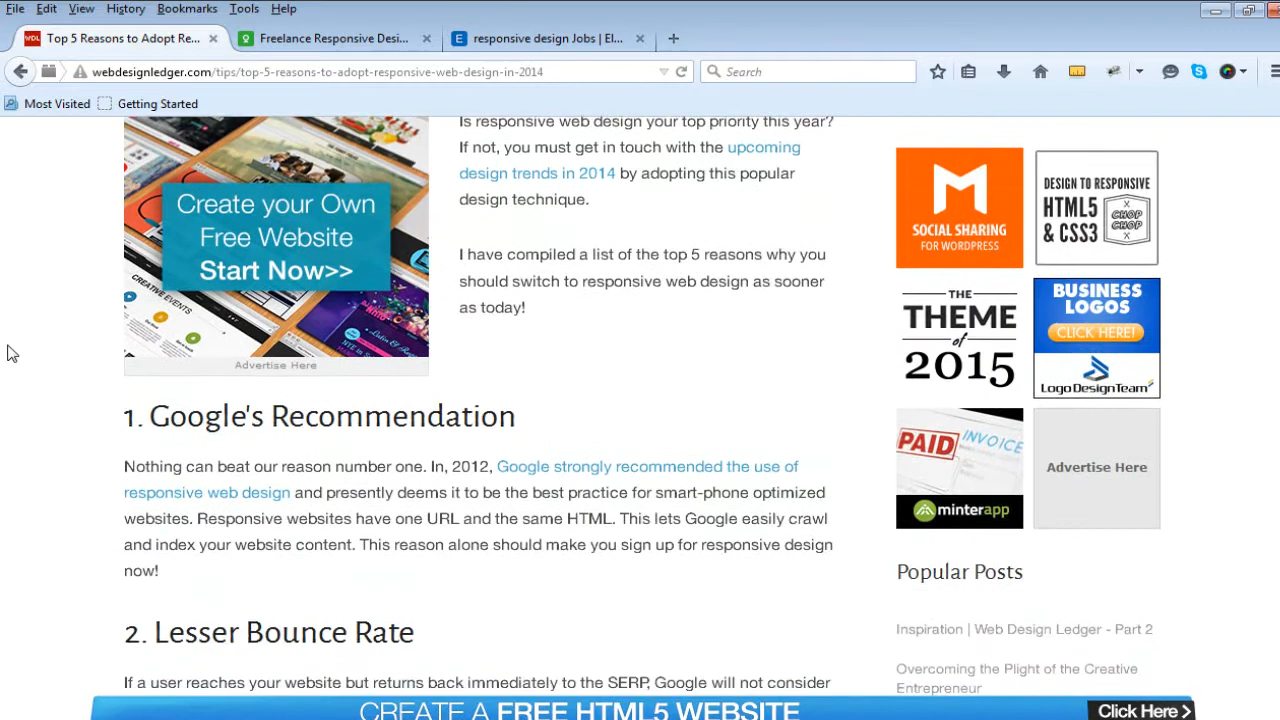 File Edit View History Bookmarks Tools Help
Top 5 Reasons to Adopt Re...
Freelance Responsive Desi...
responsive design Jobs | El...
webdesignledger.com/tips/top-5-reasons-to-adopt-responsive-web-design-in-2014
Search
Most Visited
Getting Started
Create your Own
Free Website
Start Now>>
CREATIVE EVENTS
Advertise Here
Is responsive web design your top priority this year?
If not, you must get in touch with the upcoming
design trends in 2014 by adopting this popular
design technique.
I have compiled a list of the top 5 reasons why you
should switch to responsive web design as sooner
as today!
1. Google's Recommendation
Nothing can beat our reason number one. In, 2012, Google strongly recommended the use of
responsive web design and presently deems it to be the best practice for smart-phone optimized
websites. Responsive websites have one URL and the same HTML. This lets Google easily crawl
and index your website content. This reason alone should make you sign up for responsive design
now!
2. Lesser Bounce Rate
If a user reaches your website but returns back immediately to the SERP, Google will not consider
SOCIAL SHARING
FOR WORDPRESS
DESIGN TO RESPONSIVE
HTML5
& CSS3
CHOP
CHOP
THE
THEME
of
2015
BUSINESS
LOGOS
CLICK HERE!
LogoDesignTeam
PAID
INVOICE
minterapp
Advertise Here
Popular Posts
Inspiration | Web Design Ledger - Part 2
Overcoming the Plight of the Creative
Entrepreneur
CREATE A FREE HTML5 WEBSITE
Click Here >